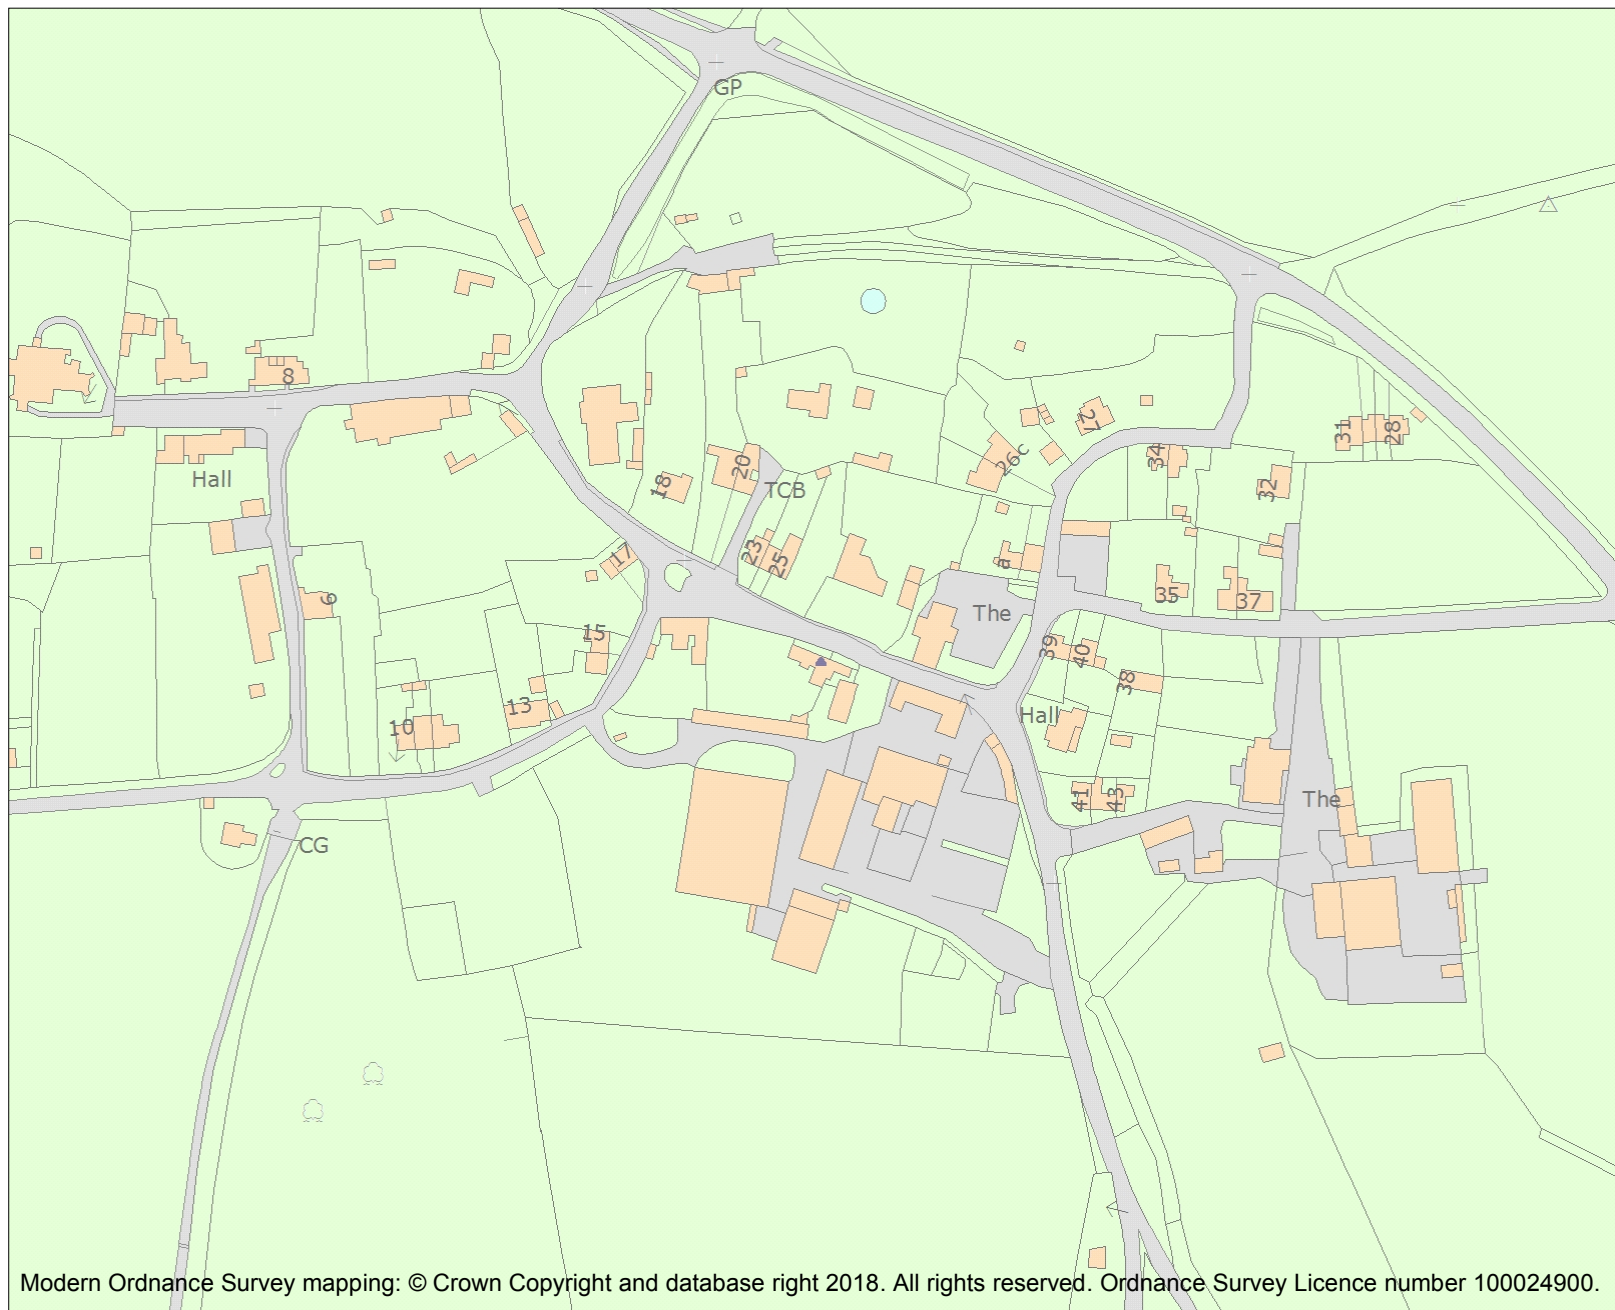 GP
8
27
31
28
34
26c
Hall
20
18
TCB
32
23
17
25
a
35
37
6
The
15
39
40
38
13
Hall
10
The
41
43
CG
Modern Ordnance Survey mapping: © Crown Copyright and database right 2018. All rights reserved. Ordnance Survey Licence number 100024900.